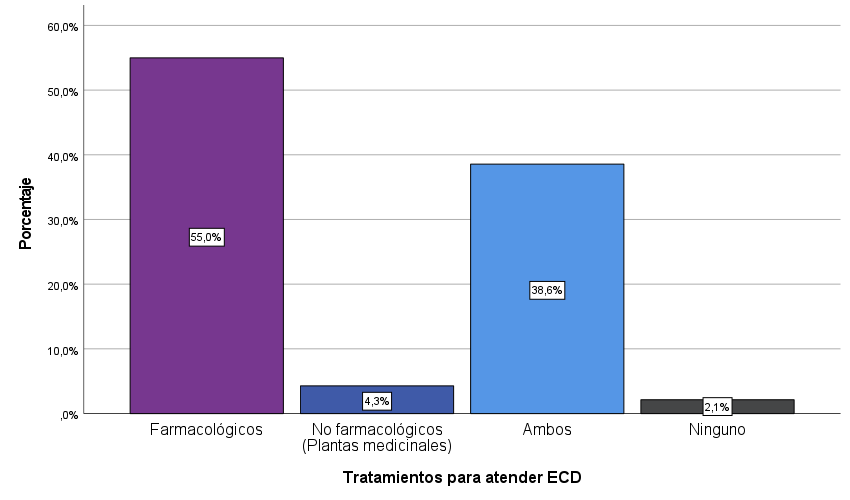 60,0%
50,0%
40,0%
30,0%
20,0%
10,0%
,0%
Porcentaje
55,0%
4,3%
38,6%
2,1%
Farmacológicos
No farmacológicos
(Plantas medicinales)
Ambos
Ninguno
Tratamientos para atender ECD